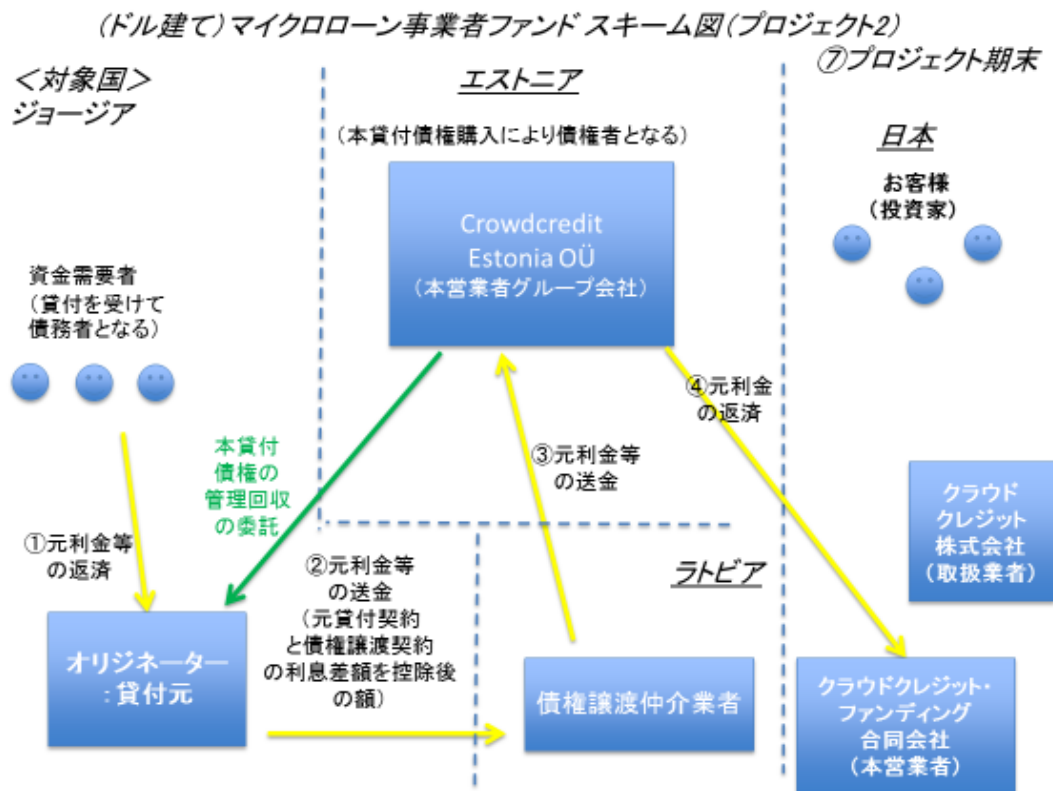 (ドル建て)マイクロローン事業者ファンド スキーム図(プロジェクト2)
⑦プロジェクト期末
<対象国>
ジョージア
エストニア
(本貸付債権購入により債権者となる)
日本
お客様
(投資家)
Crowdcredit
Estonia OÜ
(本営業者グループ会社)
資金需要者
(貸付を受けて
債務者となる)
④元利金
の返済
本貸付
債権の
管理回収
の委託
③元利金等
の送金
クラウド
クレジット
株式会社
(取扱業者)
①元利金等
の返済
②元利金等
の送金
(元貸付契約
と債権譲渡契約
の利息差額を控除後
の額)
ラトビア
オリジネーター
:貸付元
債権譲渡仲介業者
クラウドクレジット・
ファンディング
合同会社
(本営業者)